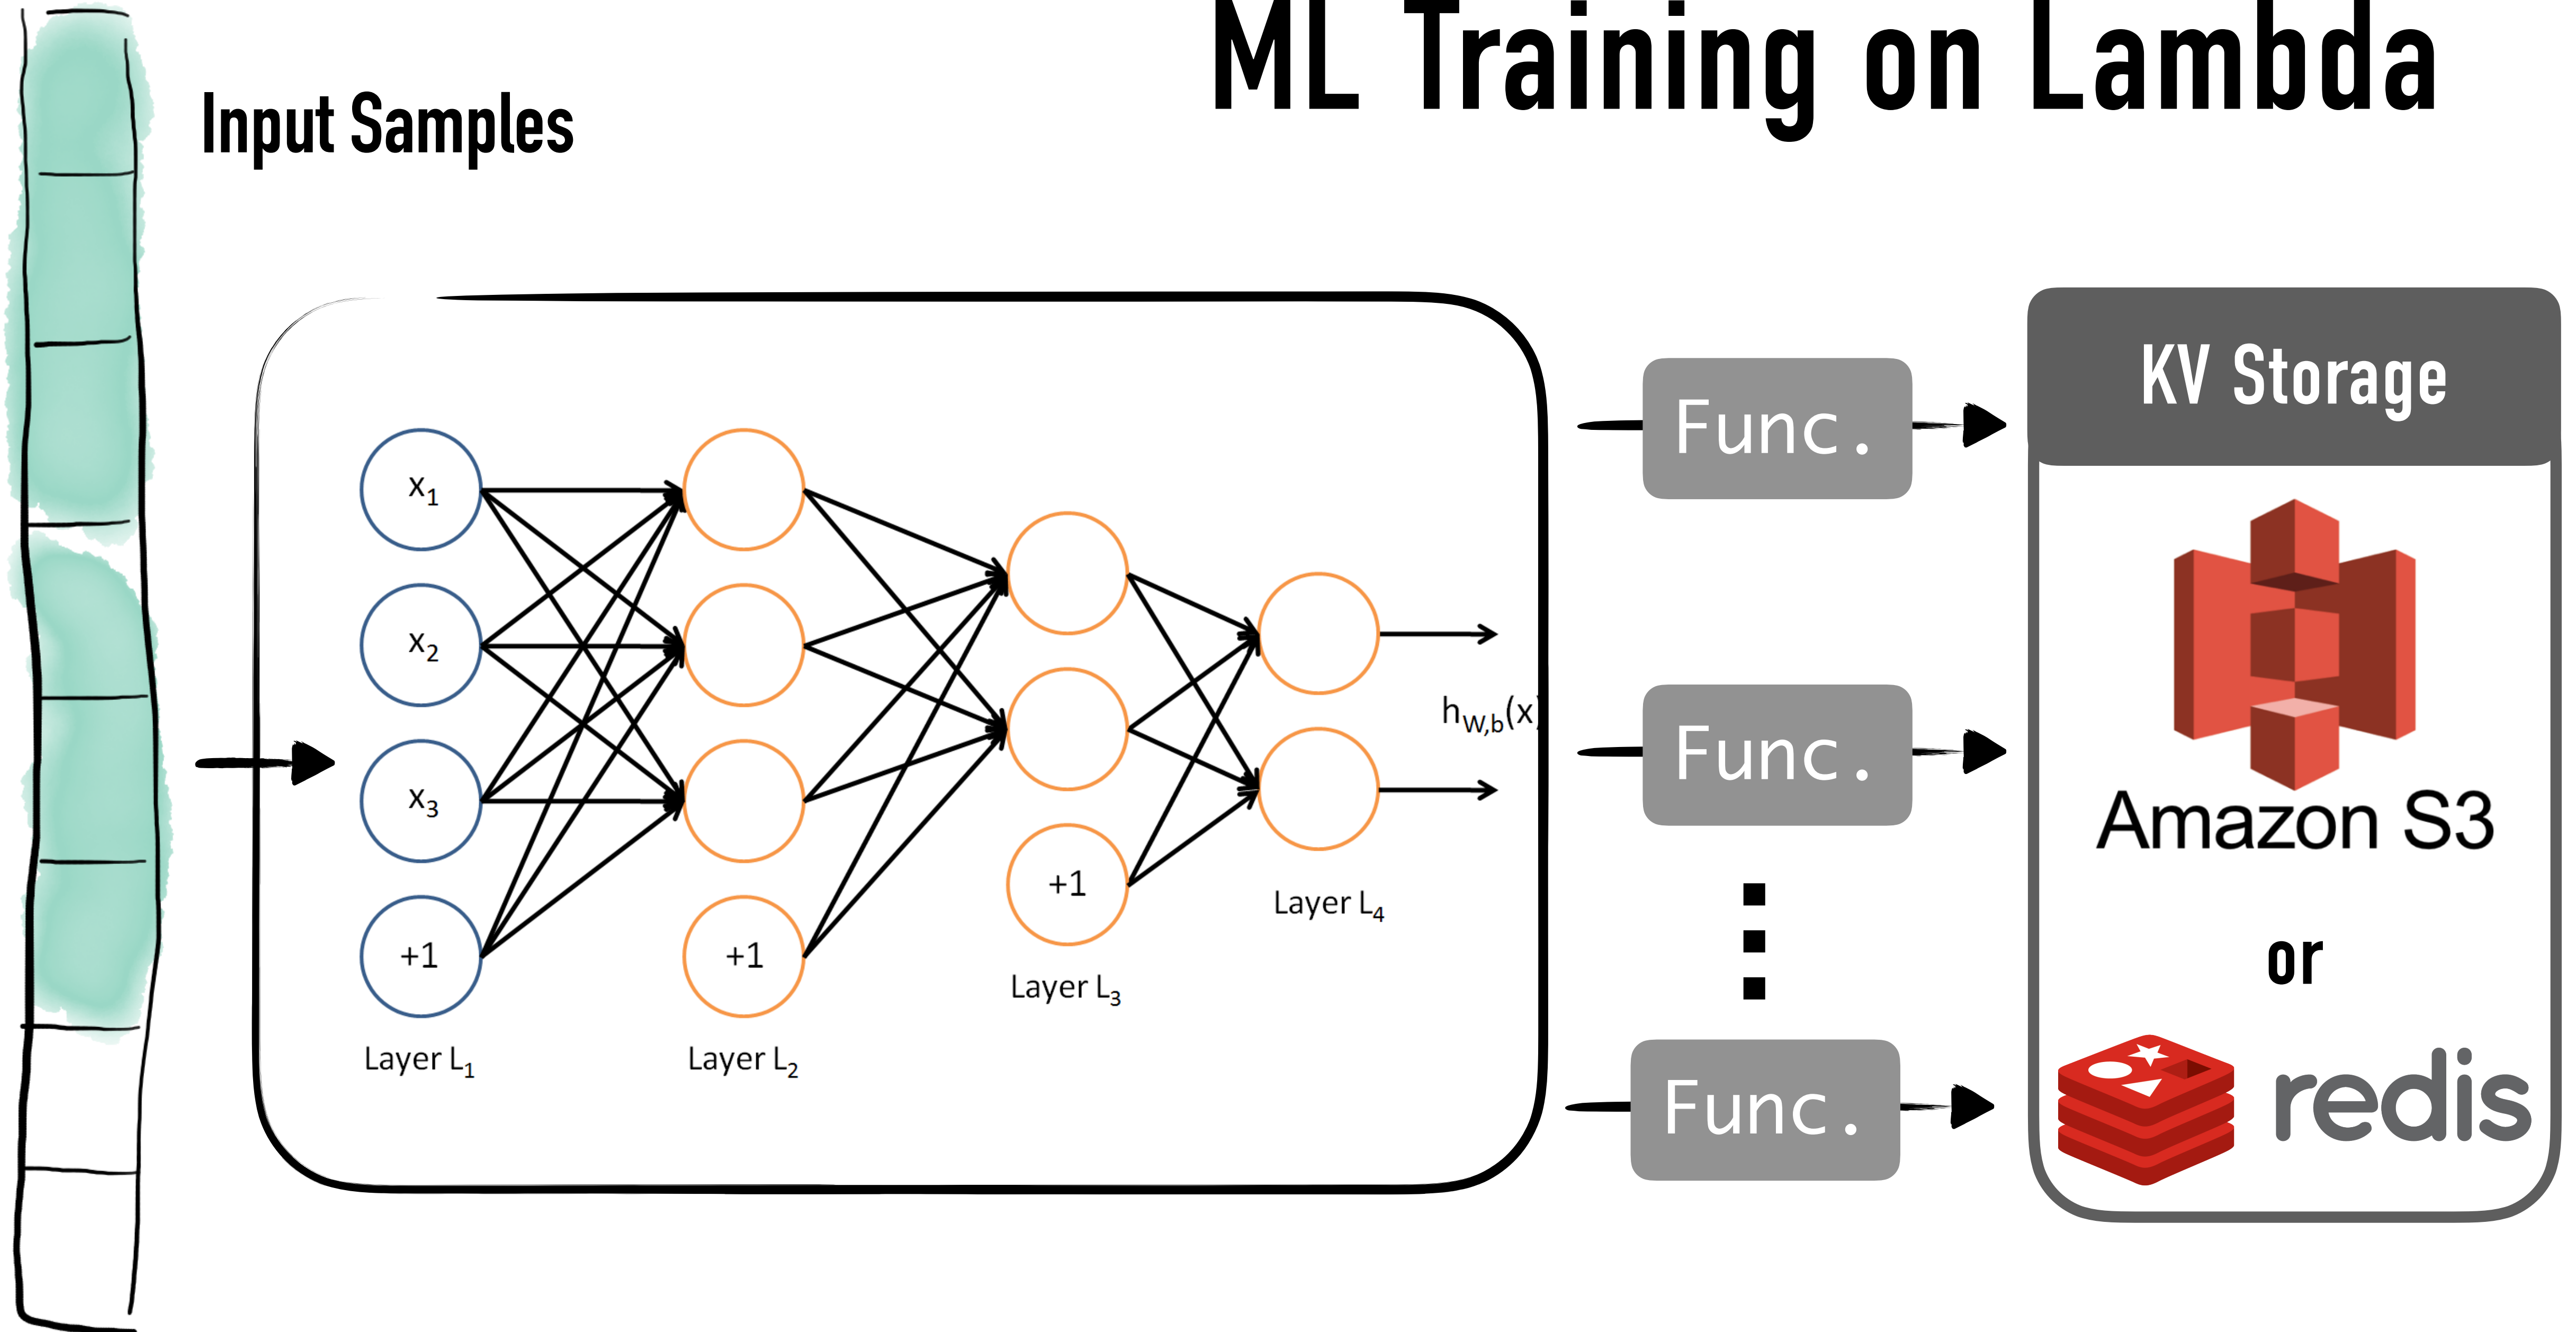 ML Training on Lambda
Input Samples
x1
x2
x3
+1
Layer L1
+1
Layer L2
+1
Layer L3
Layer L4
hW,b(x)
Func.
Func.
Func.
KV Storage
Amazon S3
or
redis